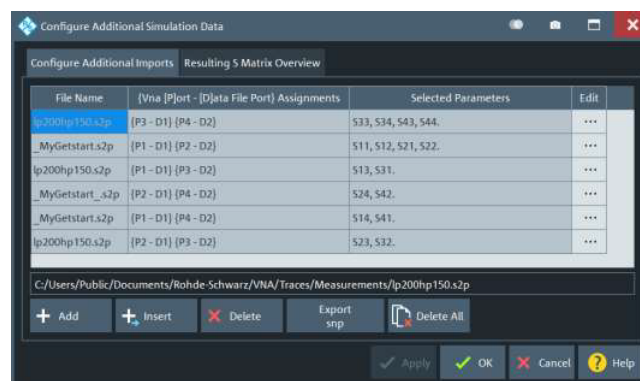 Configure Additional Simulation Data
Configure Additional Imports Resulting S Matrix Overview
File Name {Vna [P]ort - [D]ata File Port} Assignments Selected Parameters Edit
lp200hp150.s2p {P3 - D1} {P4 - D2} S33, S34, S43, S44. ...
_MyGetstart.s2p {P1 - D1} {P2 - D2} S11, S12, S21, S22. ...
lp200hp150.s2p {P1 - D1} {P3 - D2} S13, S31. ...
_MyGetstart_.s2p {P2 - D1} {P4 - D2} S24, S42. ...
_MyGetstart.s2p {P1 - D1} {P4 - D2} S14, S41. ...
lp200hp150.s2p {P2 - D1} {P3 - D2} S23, S32. ...
C:/Users/Public/Documents/Rohde-Schwarz/VNA/Traces/Measurements/lp200hp150.s2p
Add Insert Delete Export snp Delete All
Apply OK Cancel ? Help